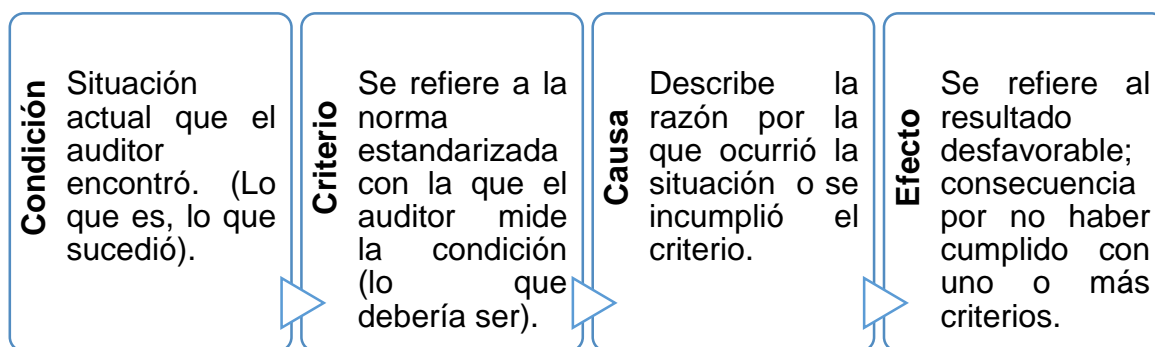 Condición
Situación
actual que el
auditor
encontró. (Lo
que es, lo que
sucedió).
Criterio
Se refiere a la
norma
estandarizada
con la que el
auditor mide
la condición
(lo que
debería ser).
Causa
Describe la
razón por la
que ocurrió la
situación o se
incumplió el
criterio.
Efecto
Se refiere al
resultado
desfavorable;
consecuencia
por no haber
cumplido con
uno o más
criterios.